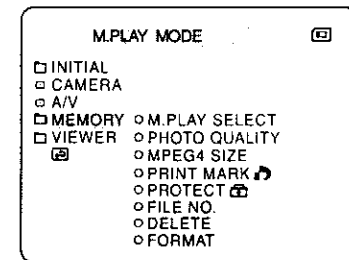 M.PLAY MODE
INITIAL
CAMERA
A/V
MEMORY M.PLAY SELECT
VIEWER PHOTO QUALITY
MPEG4 SIZE
PRINT MARK
PROTECT
FILE NO.
DELETE
FORMAT